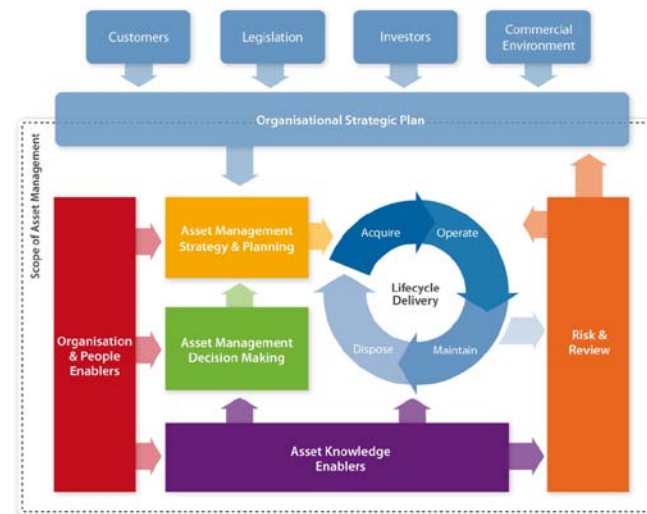 Customers
Legislation
Investors
Commercial
Environment
Organisational Strategic Plan
Scope of Asset Management
Asset Management
Strategy & Planning
Acquire
Operate
Lifecycle
Delivery
Organisation
& People
Enablers
Asset Management
Decision Making
Dispose
Maintain
Risk &
Review
Asset Knowledge
Enablers